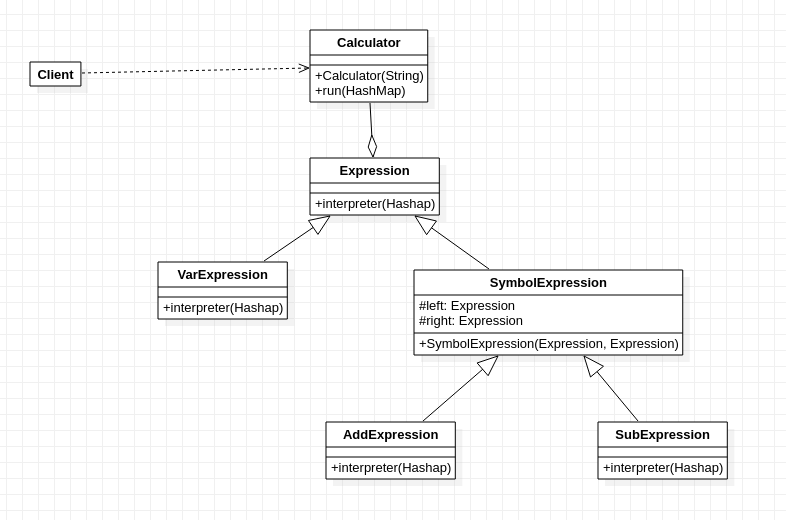 Calculator
+Calculator(String)
+run(HashMap)
Client
Expression
+interpreter(Hashap)
VarExpression
+interpreter(Hashap)
SymbolExpression
#left: Expression
#right: Expression
+SymbolExpression(Expression, Expression)
AddExpression
+interpreter(Hashap)
SubExpression
+interpreter(Hashap)